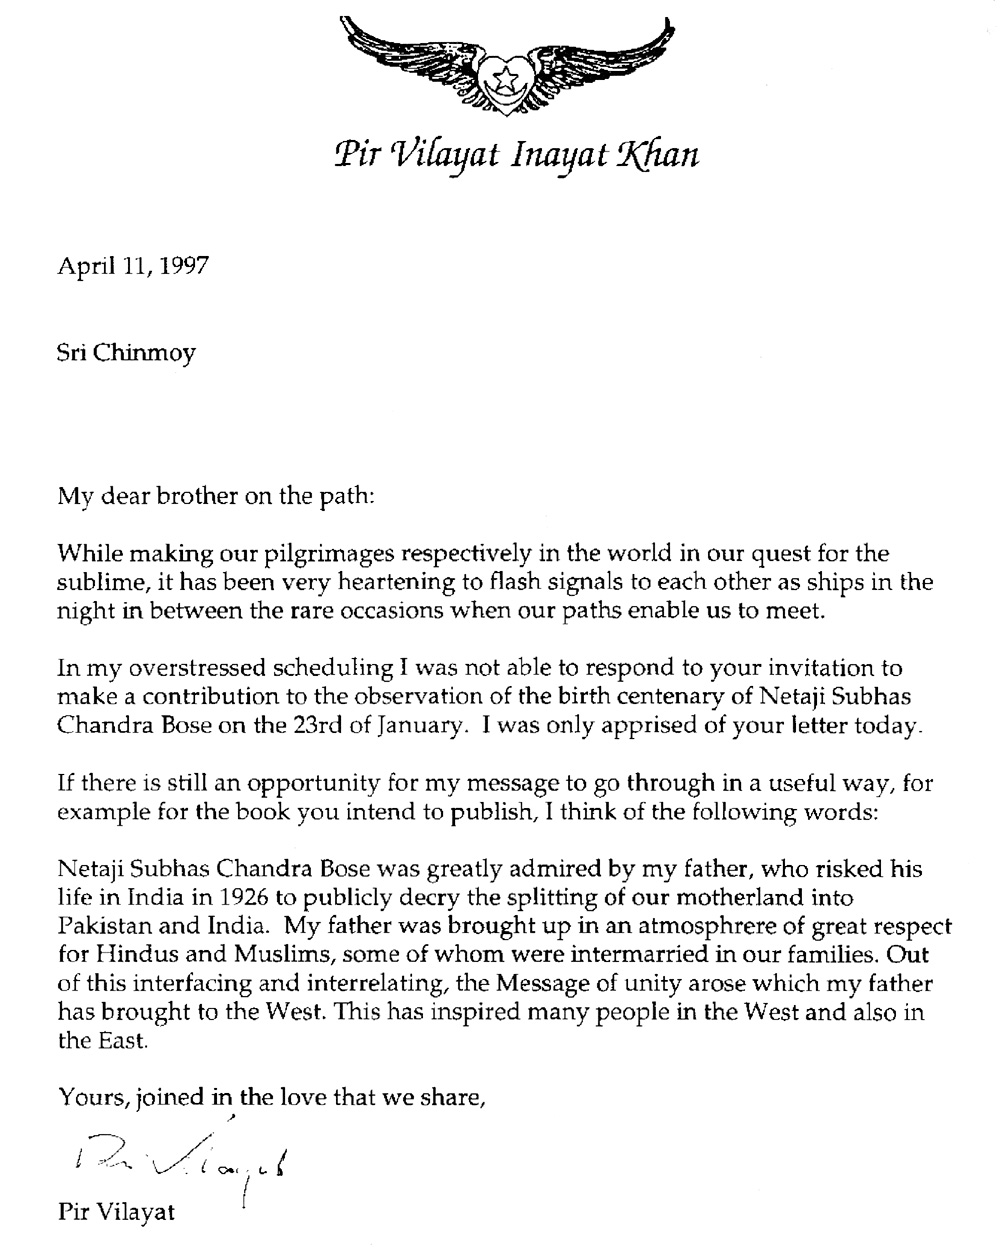 Pir Vilayat Inayat Khan
April 11, 1997
Sri Chinmoy
My dear brother on the path:
While making our pilgrimages respectively in the world in our quest for the
sublime, it has been very heartening to flash signals to each other as ships in the
night in between the rare occasions when our paths enable us to meet.
In my overstressed scheduling I was not able to respond to your invitation to
make a contribution to the observation of the birth centenary of Netaji Subhas
Chandra Bose on the 23rd of January.  I was only apprised of your letter today.
If there is still an opportunity for my message to go through in a useful way, for
example for the book you intend to publish, I think of the following words:
Netaji Subhas Chandra Bose was greatly admired by my father, who risked his
life in India in 1926 to publicly decry the splitting of our motherland into
Pakistan and India.  My father was brought up in an atmosphrere of great respect
for Hindus and Muslims, some of whom were intermarried in our families. Out
of this interfacing and interrelating, the Message of unity arose which my father
has brought to the West. This has inspired many people in the West and also in
the East.
Yours, joined in the love that we share,
Pir Vilayat
Pir Vilayat